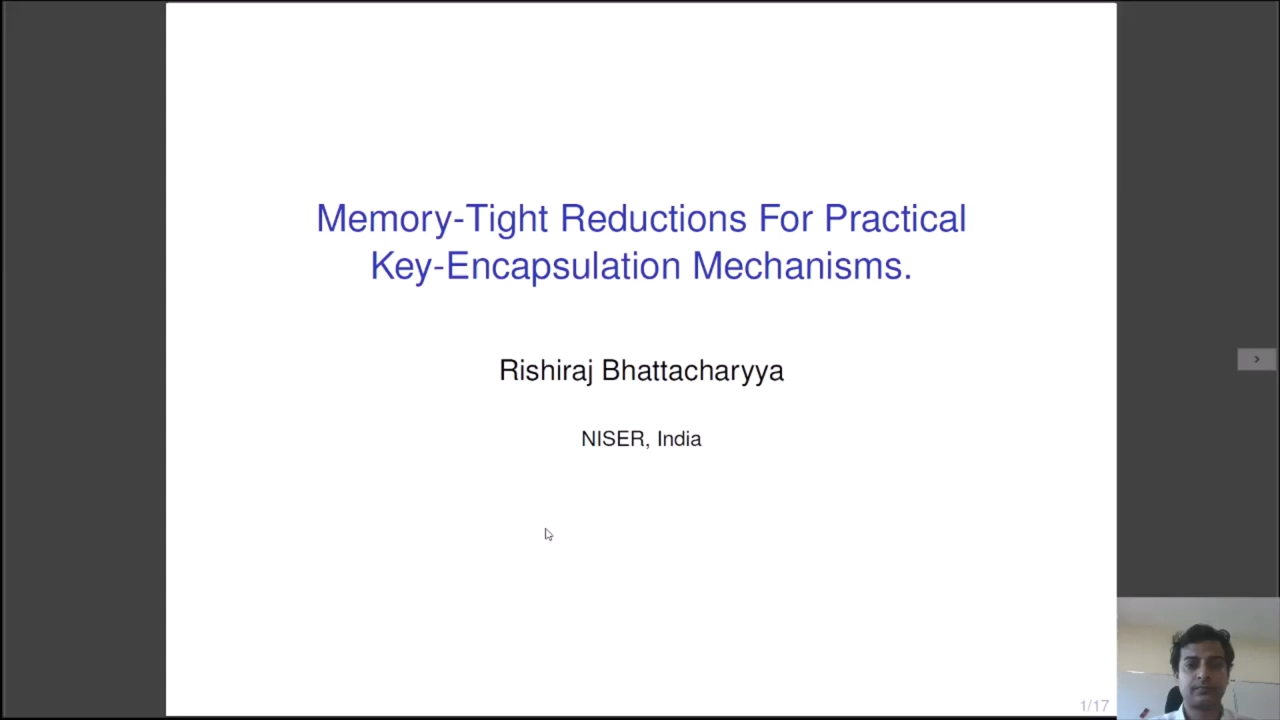 Memory-Tight Reductions For Practical
Key-Encapsulation Mechanisms.
Rishiraj Bhattacharyya
NISER, India
1/17